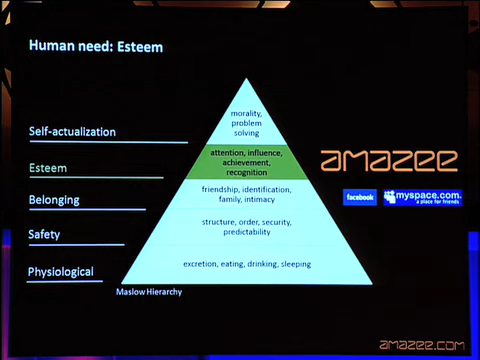 Human need: Esteem
morality,
problem
solving
Self-actualization
attention, influence,
achievement,
recognition
Esteem
amazee
friendship, identification,
family, intimacy
Belonging
facebook
myspace.com
a place for friends
structure, order, security,
predictability
Safety
excretion, eating, drinking, sleeping
Physiological
Maslow Hierarchy
amazee.com